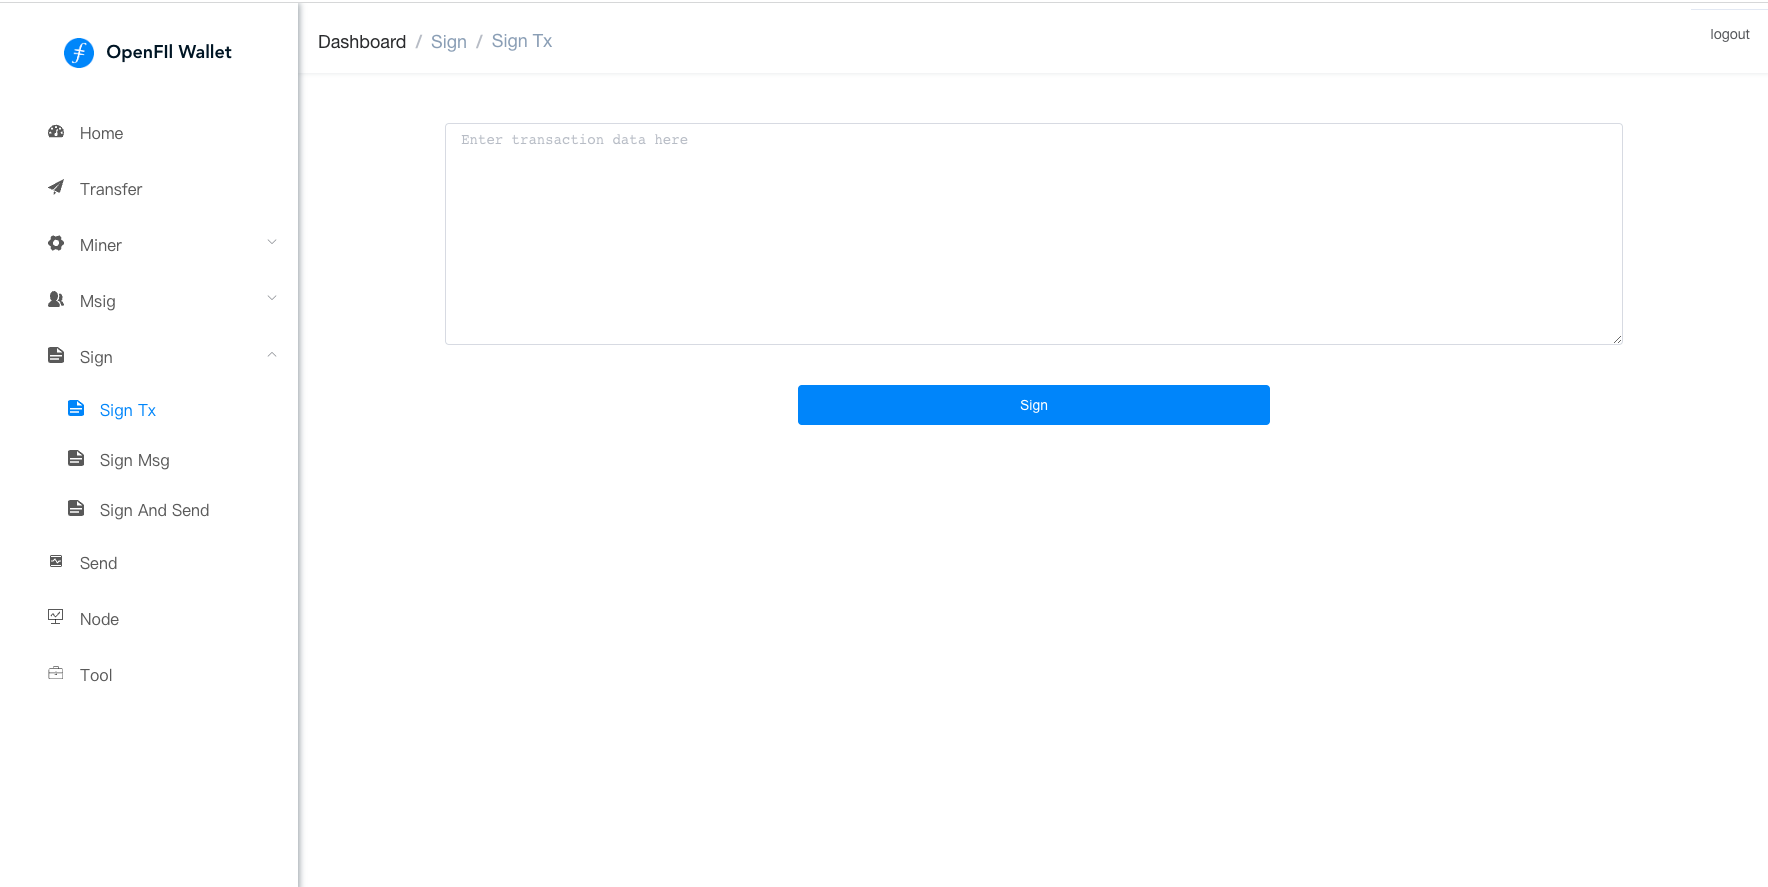 OpenFIl Wallet
Dashboard / Sign / Sign Tx
logout
Home
Transfer
Miner
Msig
Sign
Sign Tx
Sign Msg
Sign And Send
Send
Node
Tool
Enter transaction data here
Sign